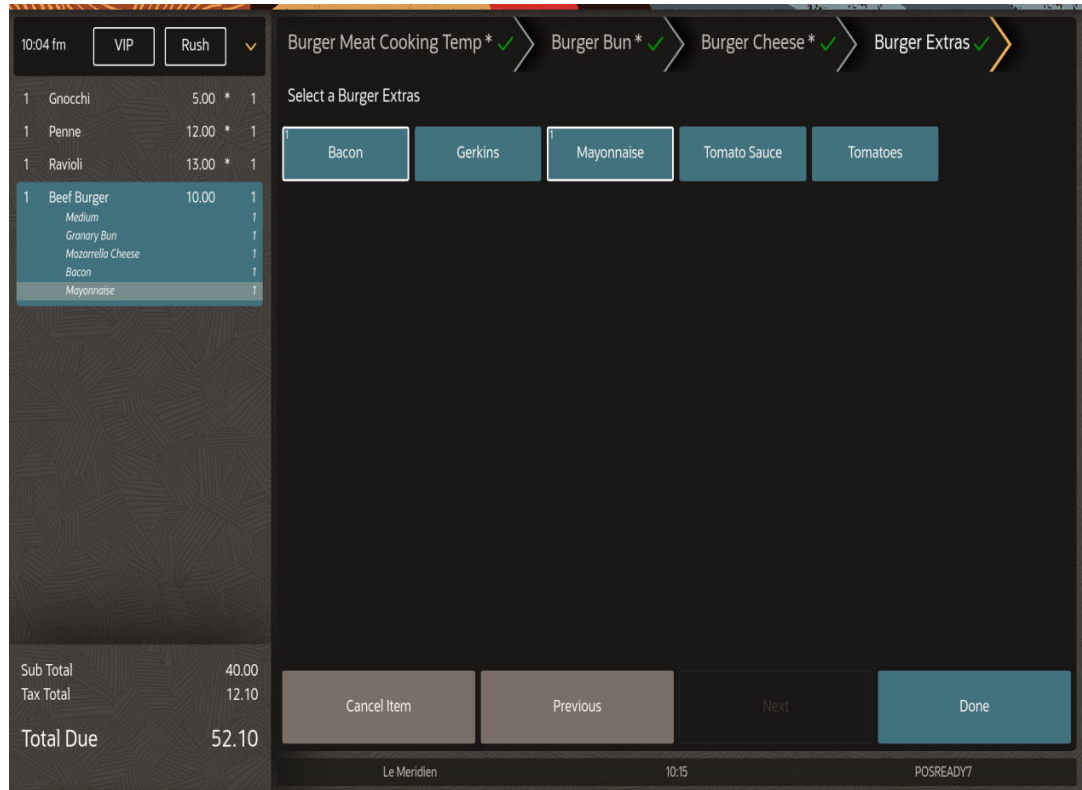 10:04 fm VIP Rush
1 Gnocchi 5.00 * 1
1 Penne 12.00 * 1
1 Ravioli 13.00 * 1
1 Beef Burger 10.00 1
Medium 1
Granary Bun 1
Mozarrella Cheese 1
Bacon 1
Mayonnaise 1
Sub Total 40.00
Tax Total 12.10
Total Due 52.10
Burger Meat Cooking Temp * Burger Bun * Burger Cheese * Burger Extras
Select a Burger Extras
1 Bacon Gerkins 1 Mayonnaise Tomato Sauce Tomatoes
Cancel Item Previous Next Done
Le Meridien 10:15 POSREADY7